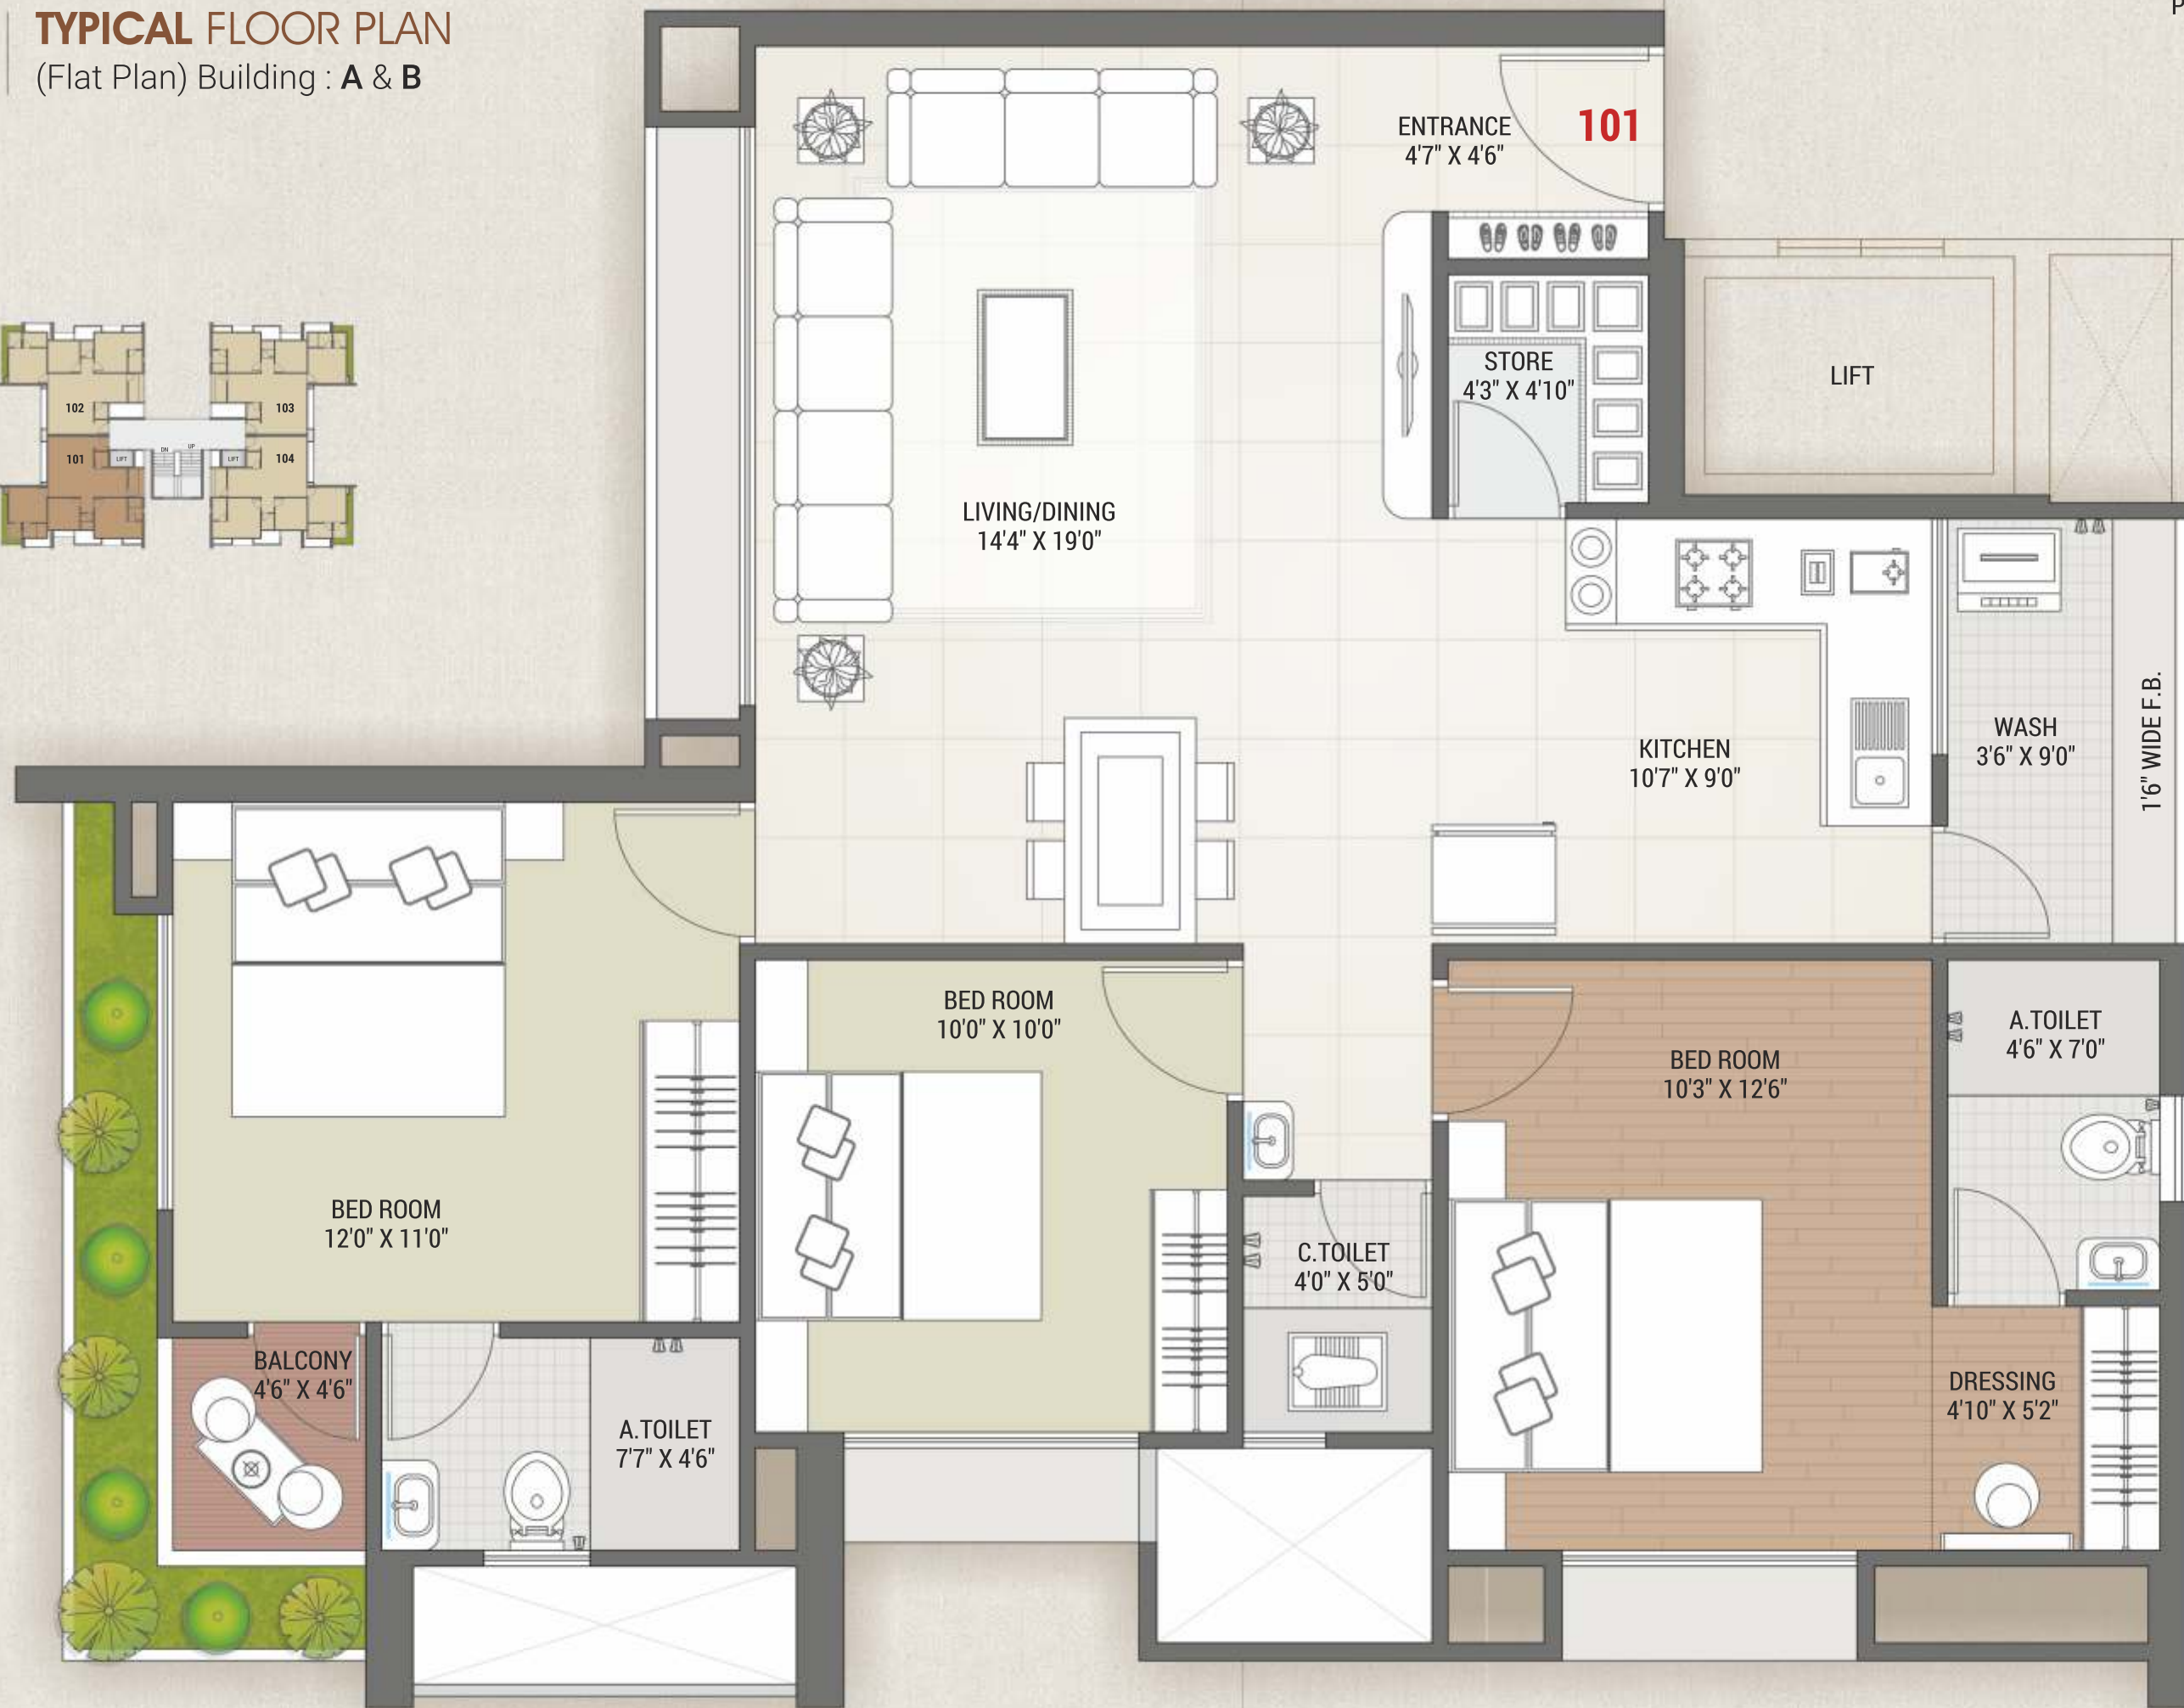 TYPICAL FLOOR PLAN
(Flat Plan) Building : A & B
P
ENTRANCE
4'7" X 4'6"
101
STORE
4'3" X 4'10"
LIFT
102
103
DN
UP
101
LIFT
LIFT
104
LIVING/DINING
14'4" X 19'0"
KITCHEN
10'7" X 9'0"
WASH
3'6" X 9'0"
1'6" WIDE F.B.
BED ROOM
10'0" X 10'0"
BED ROOM
10'3" X 12'6"
A.TOILET
4'6" X 7'0"
BED ROOM
12'0" X 11'0"
C.TOILET
4'0" X 5'0"
BALCONY
4'6" X 4'6"
A.TOILET
7'7" X 4'6"
DRESSING
4'10" X 5'2"